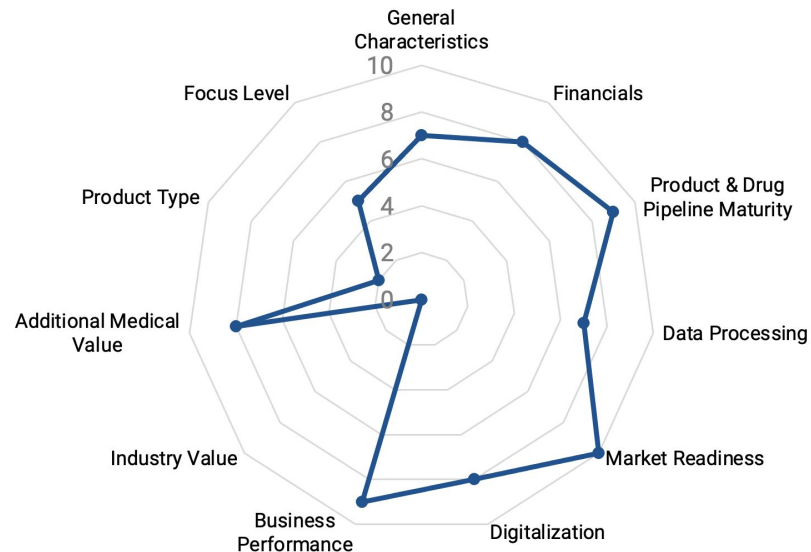 General
Characteristics
10
Focus Level
Financials
8
6
Product Type
Product & Drug
Pipeline Maturity
4
2
0
Additional Medical
Value
Data Processing
Industry Value
Market Readiness
Business
Performance
Digitalization